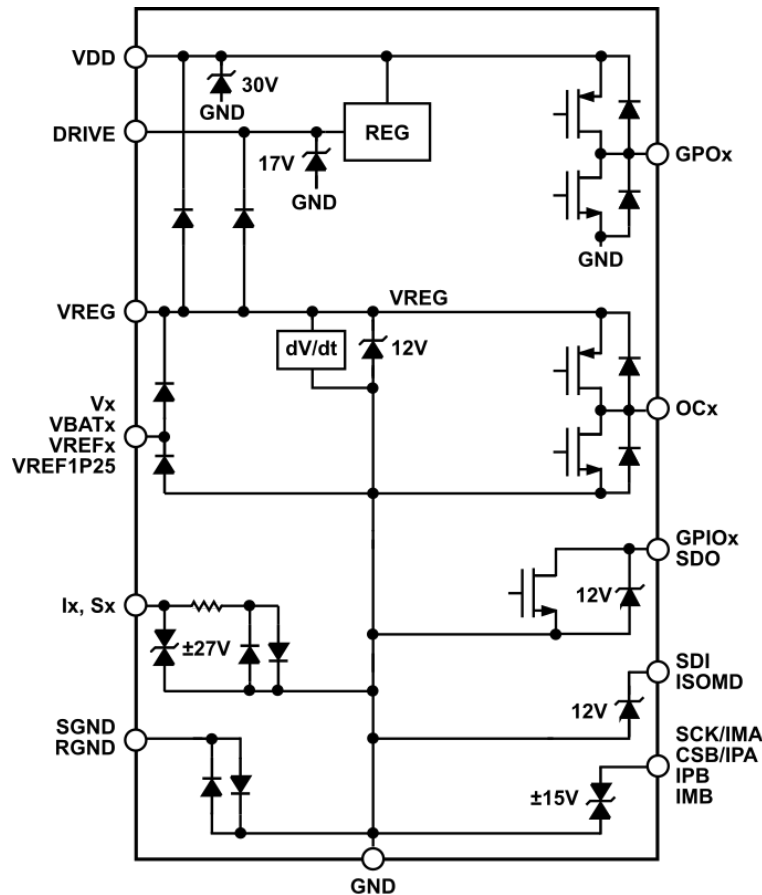 VDD
30V
GND
DRIVE
REG
17V
GND
GPOx
GND
VREG
VREG
dV/dt
12V
Vx
VBATx
VREFx
VREF1P25
OCx
GPIOx
SDO
12V
Ix, Sx
±27V
SDI
ISOMD
12V
SGND
RGND
SCK/IMA
CSB/IPA
IPB
IMB
±15V
GND